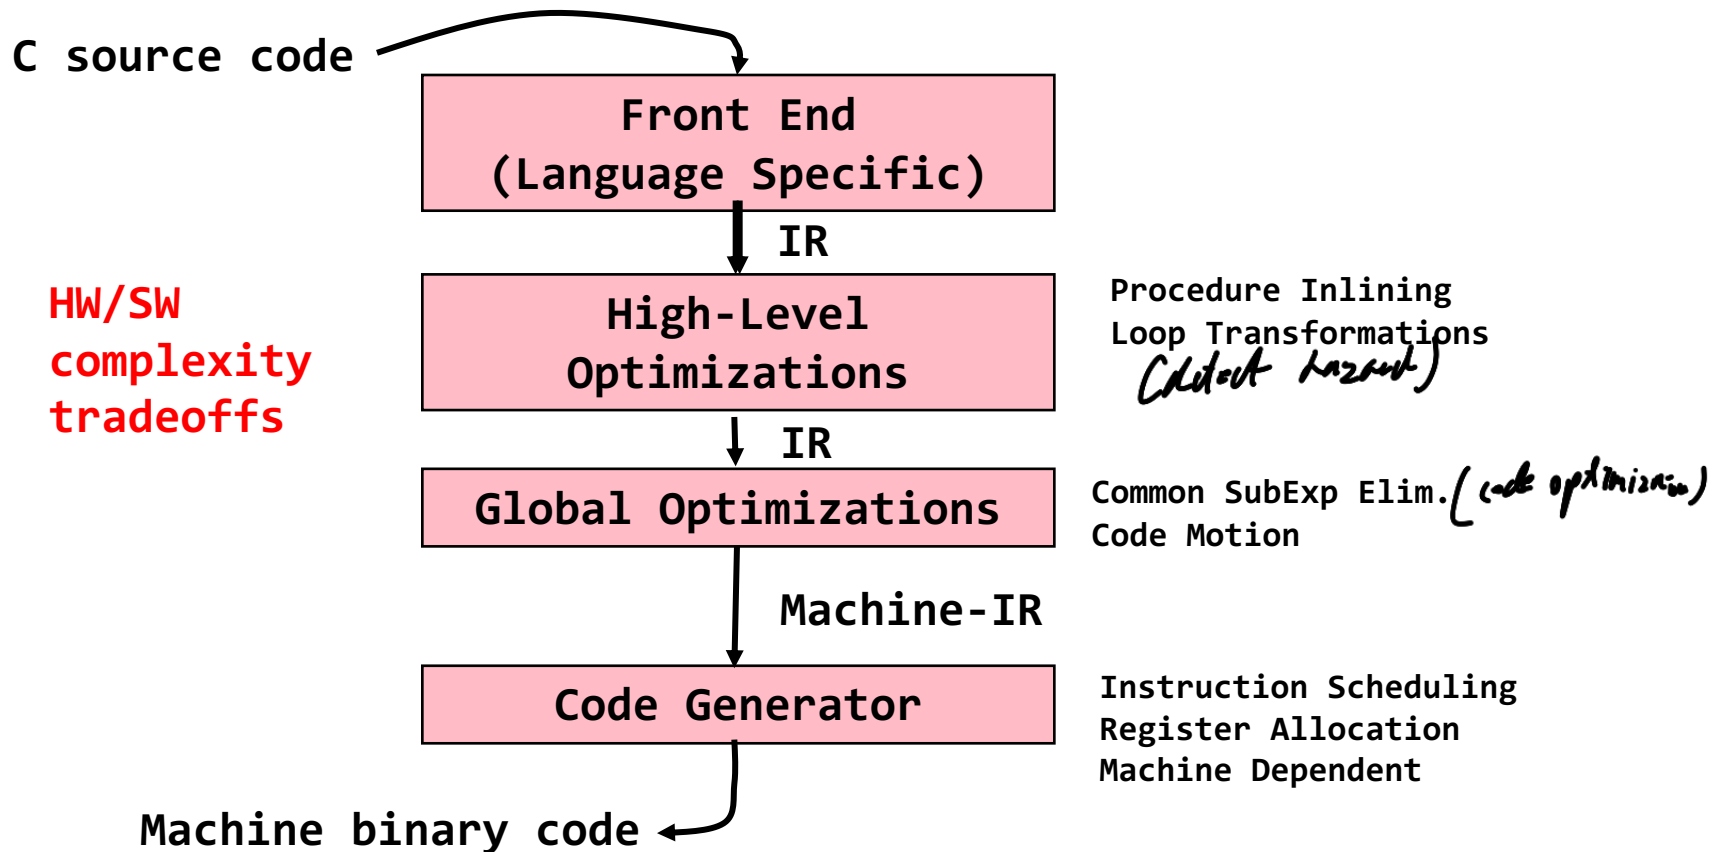 C source code
Front End
(Language Specific)
IR
HW/SW
complexity
tradeoffs
High-Level
Optimizations
Procedure Inlining
Loop Transformations
(detect hazard)
IR
Global Optimizations
Common SubExp Elim. (code optimization)
Code Motion
Machine-IR
Code Generator
Instruction Scheduling
Register Allocation
Machine Dependent
Machine binary code